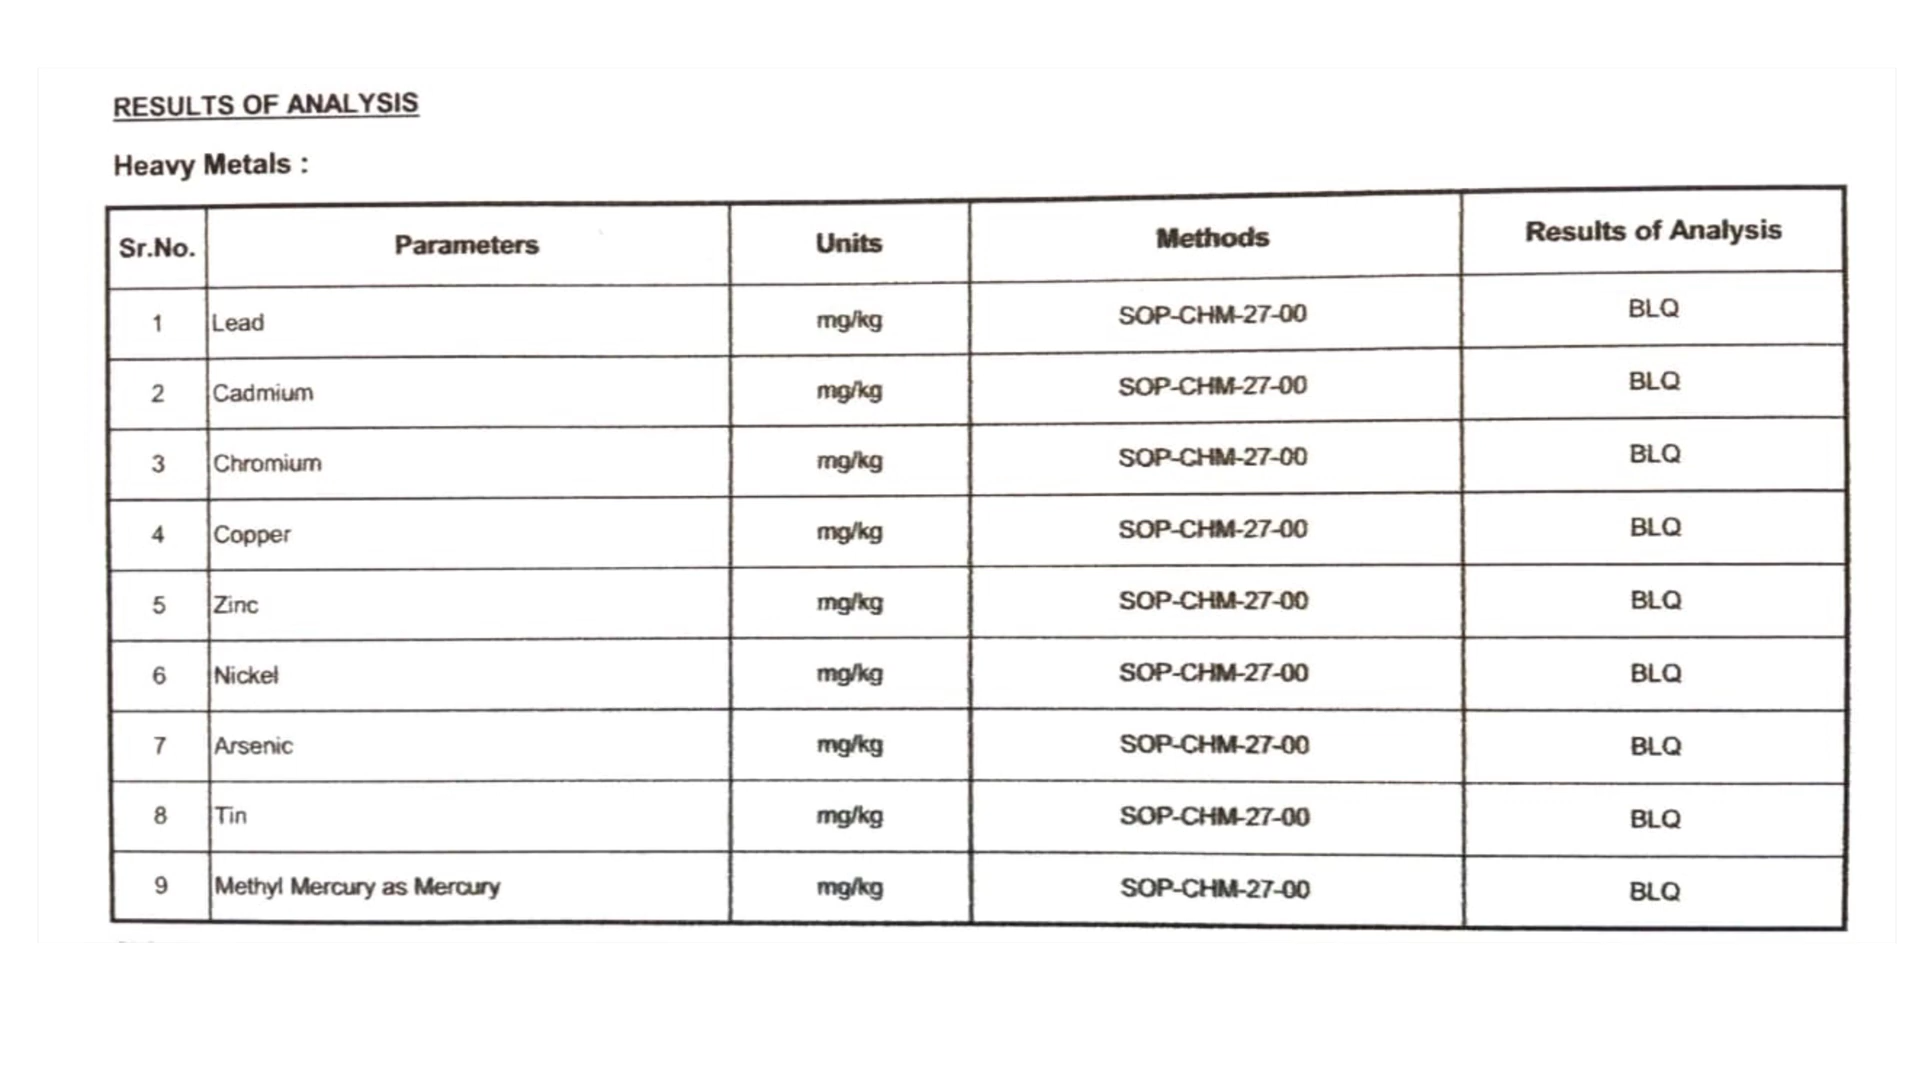 RESULTS OF ANALYSIS
Heavy Metals :
Sr.No. Parameters Units Methods Results of Analysis
1 Lead mg/kg SOP-CHM-27-00 BLQ
2 Cadmium mg/kg SOP-CHM-27-00 BLQ
3 Chromium mg/kg SOP-CHM-27-00 BLQ
4 Copper mg/kg SOP-CHM-27-00 BLQ
5 Zinc mg/kg SOP-CHM-27-00 BLQ
6 Nickel mg/kg SOP-CHM-27-00 BLQ
7 Arsenic mg/kg SOP-CHM-27-00 BLQ
8 Tin mg/kg SOP-CHM-27-00 BLQ
9 Methyl Mercury as Mercury mg/kg SOP-CHM-27-00 BLQ